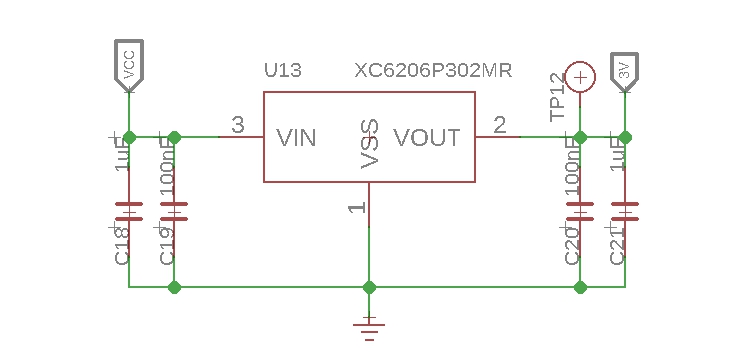 VCC
U13
XC6206P302MR
TP12
3V
3
VIN
VSS
VOUT
2
1uF
100nF
100nF
1uF
1
C18
C19
C20
C21